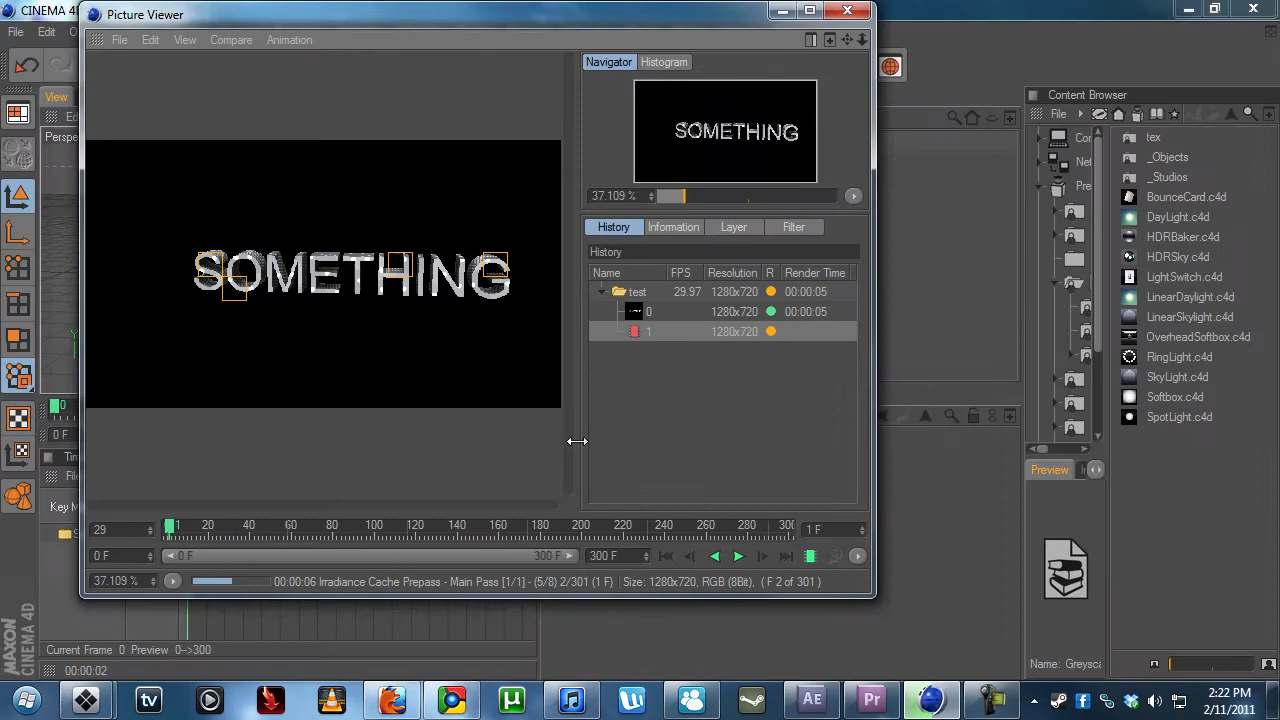 CINEMA 4D
Picture Viewer
File Edit
File Edit View Compare Animation
View
Perspe
SOMETHING
Navigator Histogram
SOMETHING
37.109 %
History Information Layer Filter
History
Name FPS Resolution R Render Time
test 29.97 1280x720 00:00:05
0 1280x720 00:00:05
1 1280x720
Content Browser
File
tex
_Objects
_Studios
BounceCard.c4d
DayLight.c4d
HDRBaker.c4d
HDRSky.c4d
LightSwitch.c4d
LinearDaylight.c4d
LinearSkylight.c4d
OverheadSoftbox.c4d
RingLight.c4d
SkyLight.c4d
Softbox.c4d
SpotLight.c4d
Preview
Name: Greysca
0
0 F
Key M
29 1 20 40 60 80 100 120 140 160 180 200 220 240 260 280 300 1 F
0 F 0 F 300 F 300 F
37.109 % 00:00:06 Irradiance Cache Prepass - Main Pass [1/1] - (5/8) 2/301 (1 F) Size: 1280x720, RGB (8Bit), ( F 2 of 301 )
Current Frame 0 Preview 0-->300
00:00:02
MAXON
CINEMA 4D
tv
AE
Pr
2:22 PM
2/11/2011